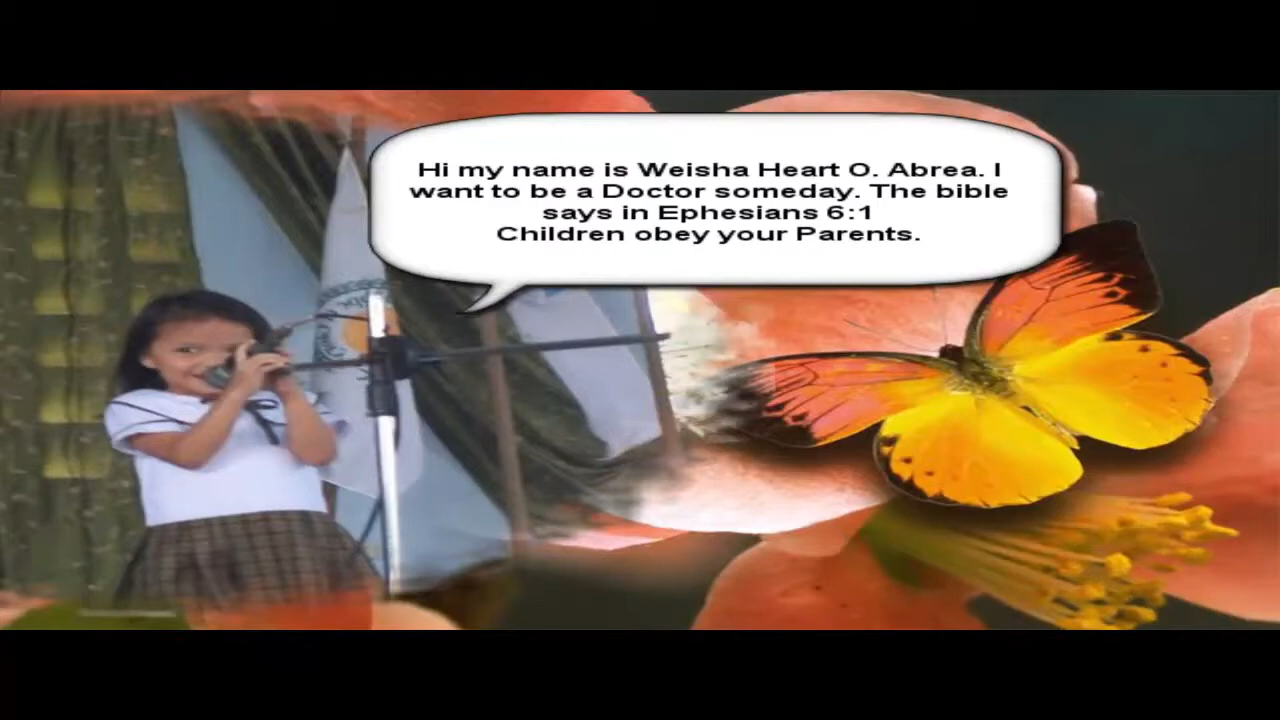 Hi my name is Weisha Heart O. Abrea. I
want to be a Doctor someday. The bible
says in Ephesians 6:1
Children obey your Parents.